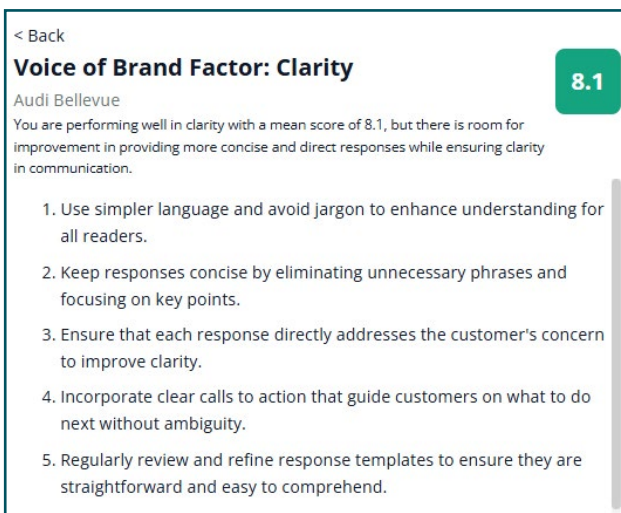 < Back
Voice of Brand Factor: Clarity
8.1
Audi Bellevue
You are performing well in clarity with a mean score of 8.1, but there is room for
improvement in providing more concise and direct responses while ensuring clarity
in communication.
1. Use simpler language and avoid jargon to enhance understanding for
all readers.
2. Keep responses concise by eliminating unnecessary phrases and
focusing on key points.
3. Ensure that each response directly addresses the customer's concern
to improve clarity.
4. Incorporate clear calls to action that guide customers on what to do
next without ambiguity.
5. Regularly review and refine response templates to ensure they are
straightforward and easy to comprehend.